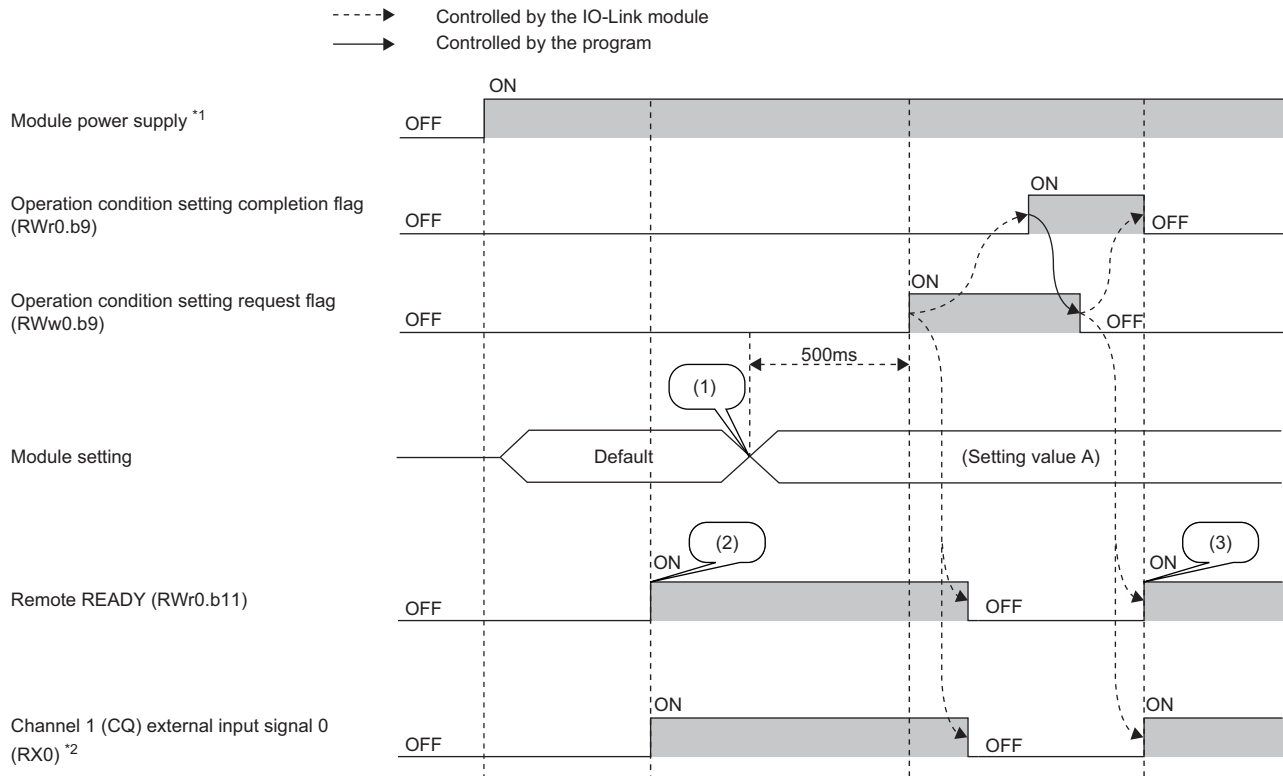 Controlled by the IO-Link module
Controlled by the program
ON
Module power supply *1
OFF
ON
Operation condition setting completion flag
(RWr0.b9)
OFF
OFF
ON
Operation condition setting request flag
(RWw0.b9)
OFF
OFF
500ms
(1)
Module setting
Default
(Setting value A)
ON
(2)
ON
(3)
Remote READY (RWr0.b11)
OFF
OFF
ON
ON
Channel 1 (CQ) external input signal 0
(RX0) *2
OFF
OFF